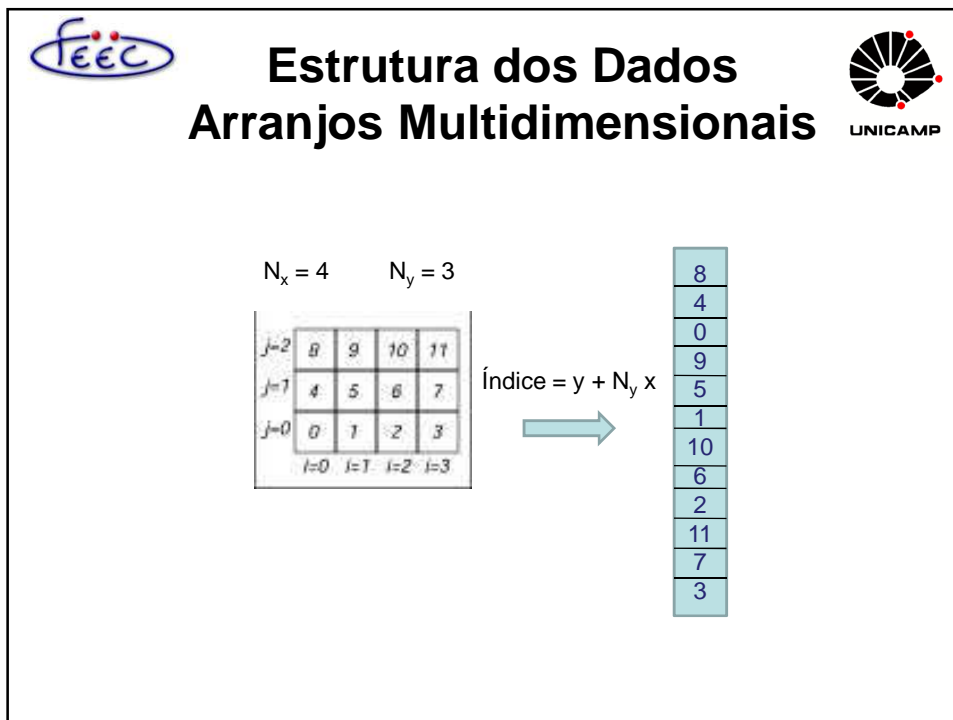 feec
Estrutura dos Dados
Arranjos Multidimensionais
UNICAMP
Nx = 4 Ny = 3
j=2 8 9 10 11
j=1 4 5 6 7
j=0 0 1 2 3
i=0 i=1 i=2 i=3
Índice = y + Ny x
8
4
0
9
5
1
10
6
2
11
7
3